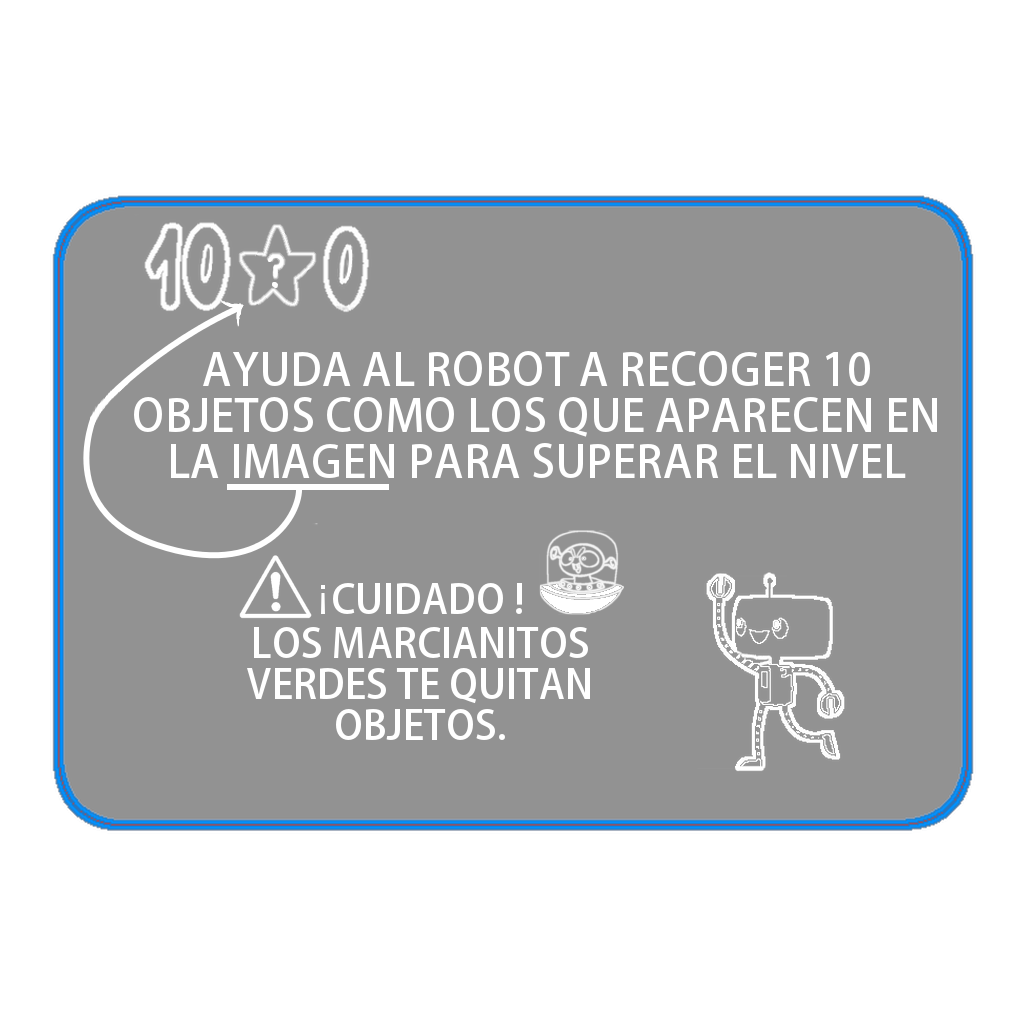 10 ? 0
AYUDA AL ROBOT A RECOGER 10
OBJETOS COMO LOS QUE APARECEN EN
LA IMAGEN PARA SUPERAR EL NIVEL
¡CUIDADO !
LOS MARCIANITOS
VERDES TE QUITAN
OBJETOS.